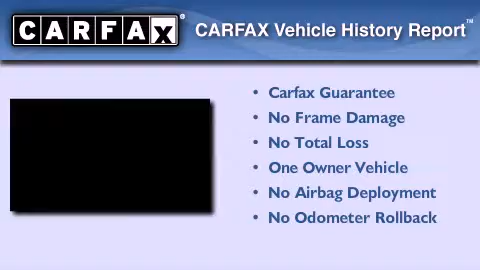 CARFAX® CARFAX Vehicle History Report™
• Carfax Guarantee
• No Frame Damage
• No Total Loss
• One Owner Vehicle
• No Airbag Deployment
• No Odometer Rollback